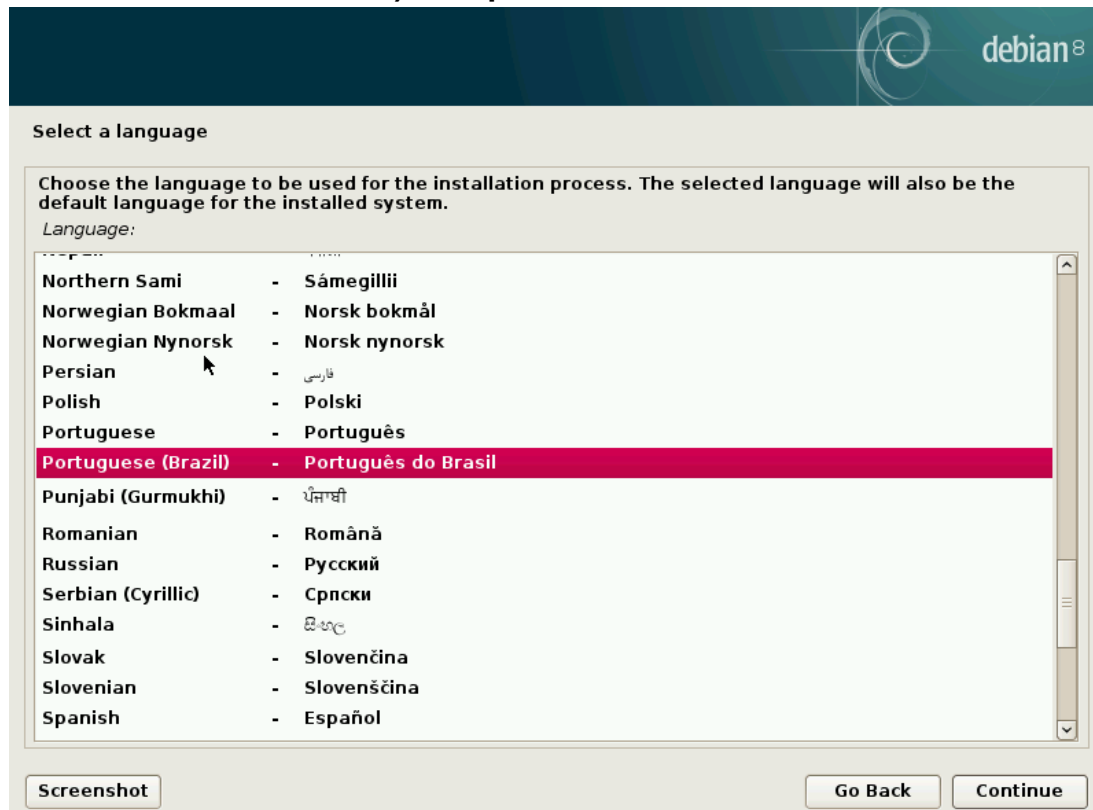 debian 8
Select a language
Choose the language to be used for the installation process. The selected language will also be the
default language for the installed system.
Language:
Northern Sami - Sámegillii
Norwegian Bokmaal - Norsk bokmål
Norwegian Nynorsk - Norsk nynorsk
Persian - فارسی
Polish - Polski
Portuguese - Português
Portuguese (Brazil) - Português do Brasil
Punjabi (Gurmukhi) - ਪੰਜਾਬੀ
Romanian - Română
Russian - Русский
Serbian (Cyrillic) - Српски
Sinhala - සිංහල
Slovak - Slovenčina
Slovenian - Slovenščina
Spanish - Español
Screenshot Go Back Continue